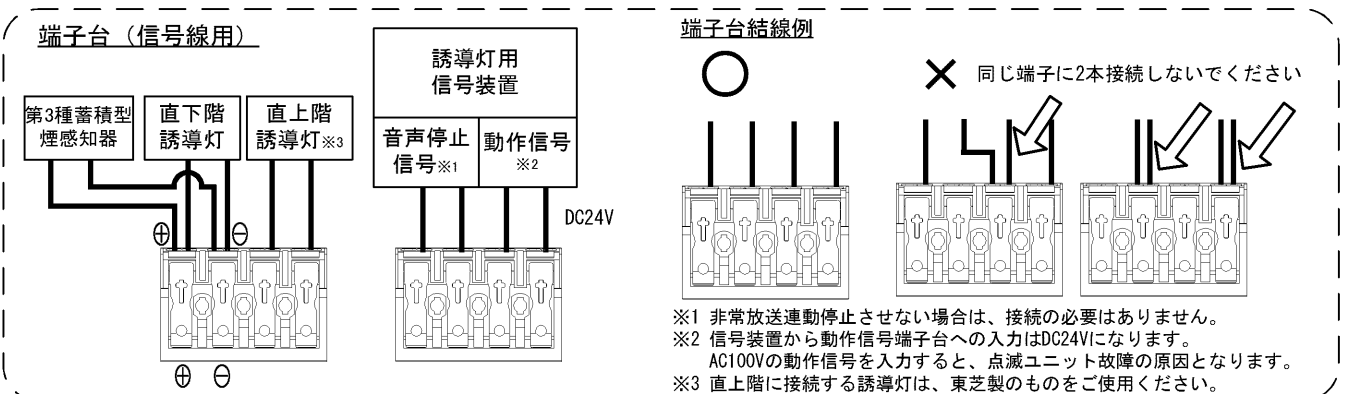 端子台（信号線用）
第3種蓄積型
煙感知器
直下階
誘導灯
直上階
誘導灯※3
⊕
⊖
⊕
⊖
誘導灯用
信号装置
音声停止
信号※1
動作信号
※2
DC24V
端子台結線例
○
× 同じ端子に2本接続しないでください
※1 非常放送連動停止させない場合は、接続の必要はありません。
※2 信号装置から動作信号端子台への入力はDC24Vになります。
AC100Vの動作信号を入力すると、点滅ユニット故障の原因となります。
※3 直上階に接続する誘導灯は、東芝製のものをご使用ください。